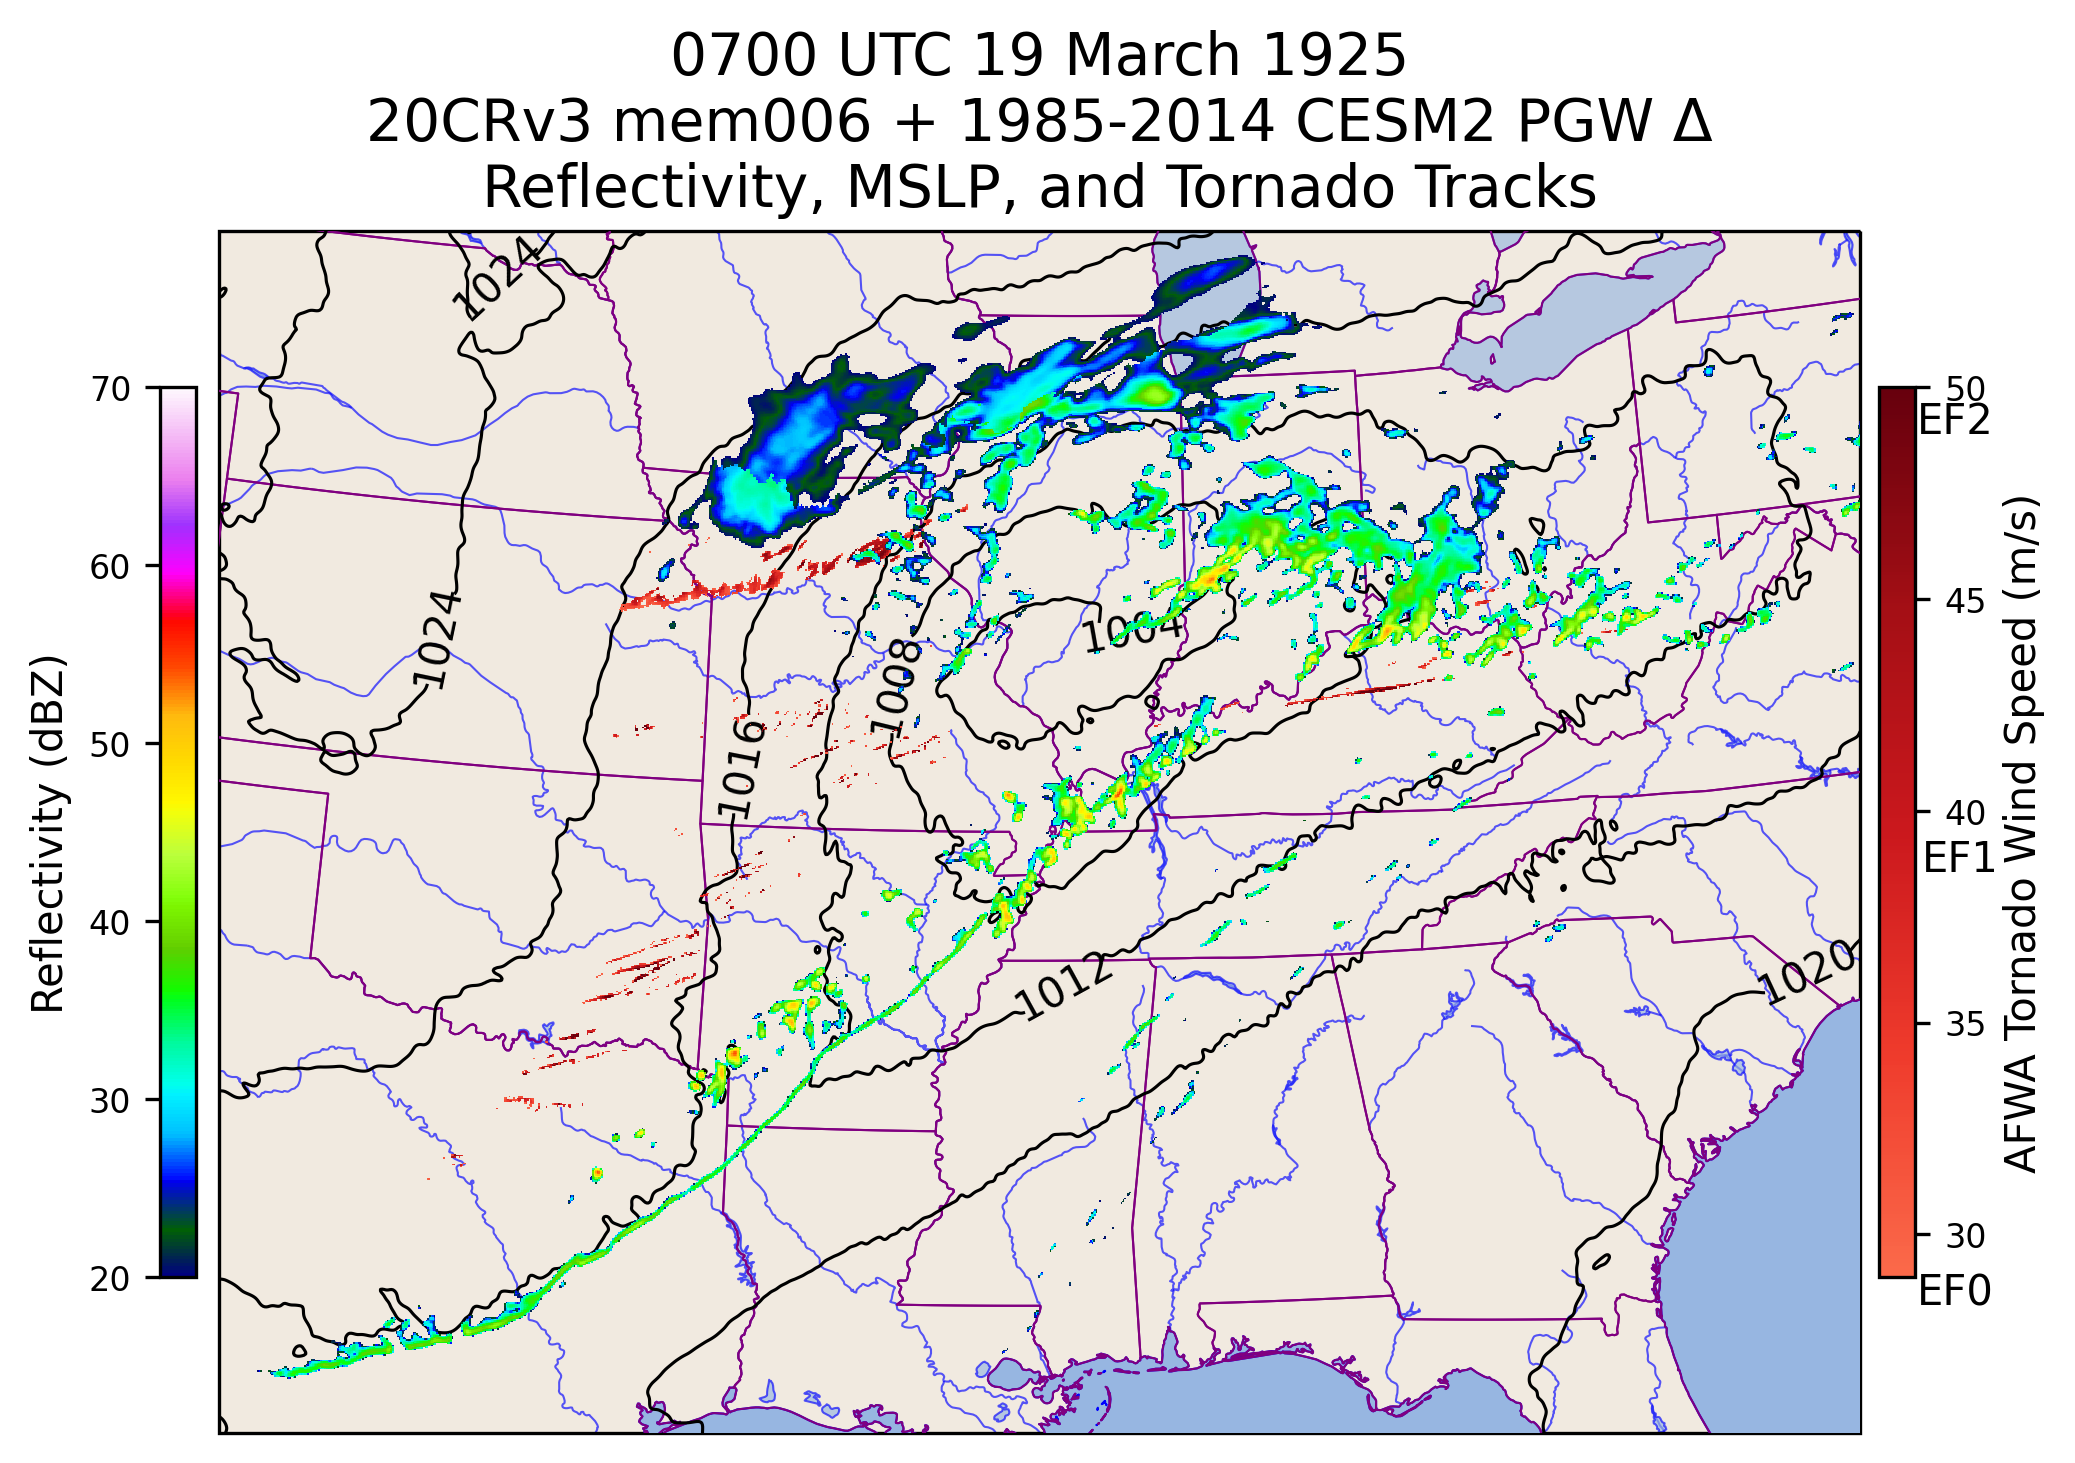 0700 UTC 19 March 1925
20CRv3 mem006 + 1985-2014 CESM2 PGW Δ
Reflectivity, MSLP, and Tornado Tracks
1024
1024
1004
1008
1016
1012
1020
Reflectivity (dBZ)
70
60
50
40
30
20
50
EF2
45
40
EF1
35
30
EF0
AFWA Tornado Wind Speed (m/s)